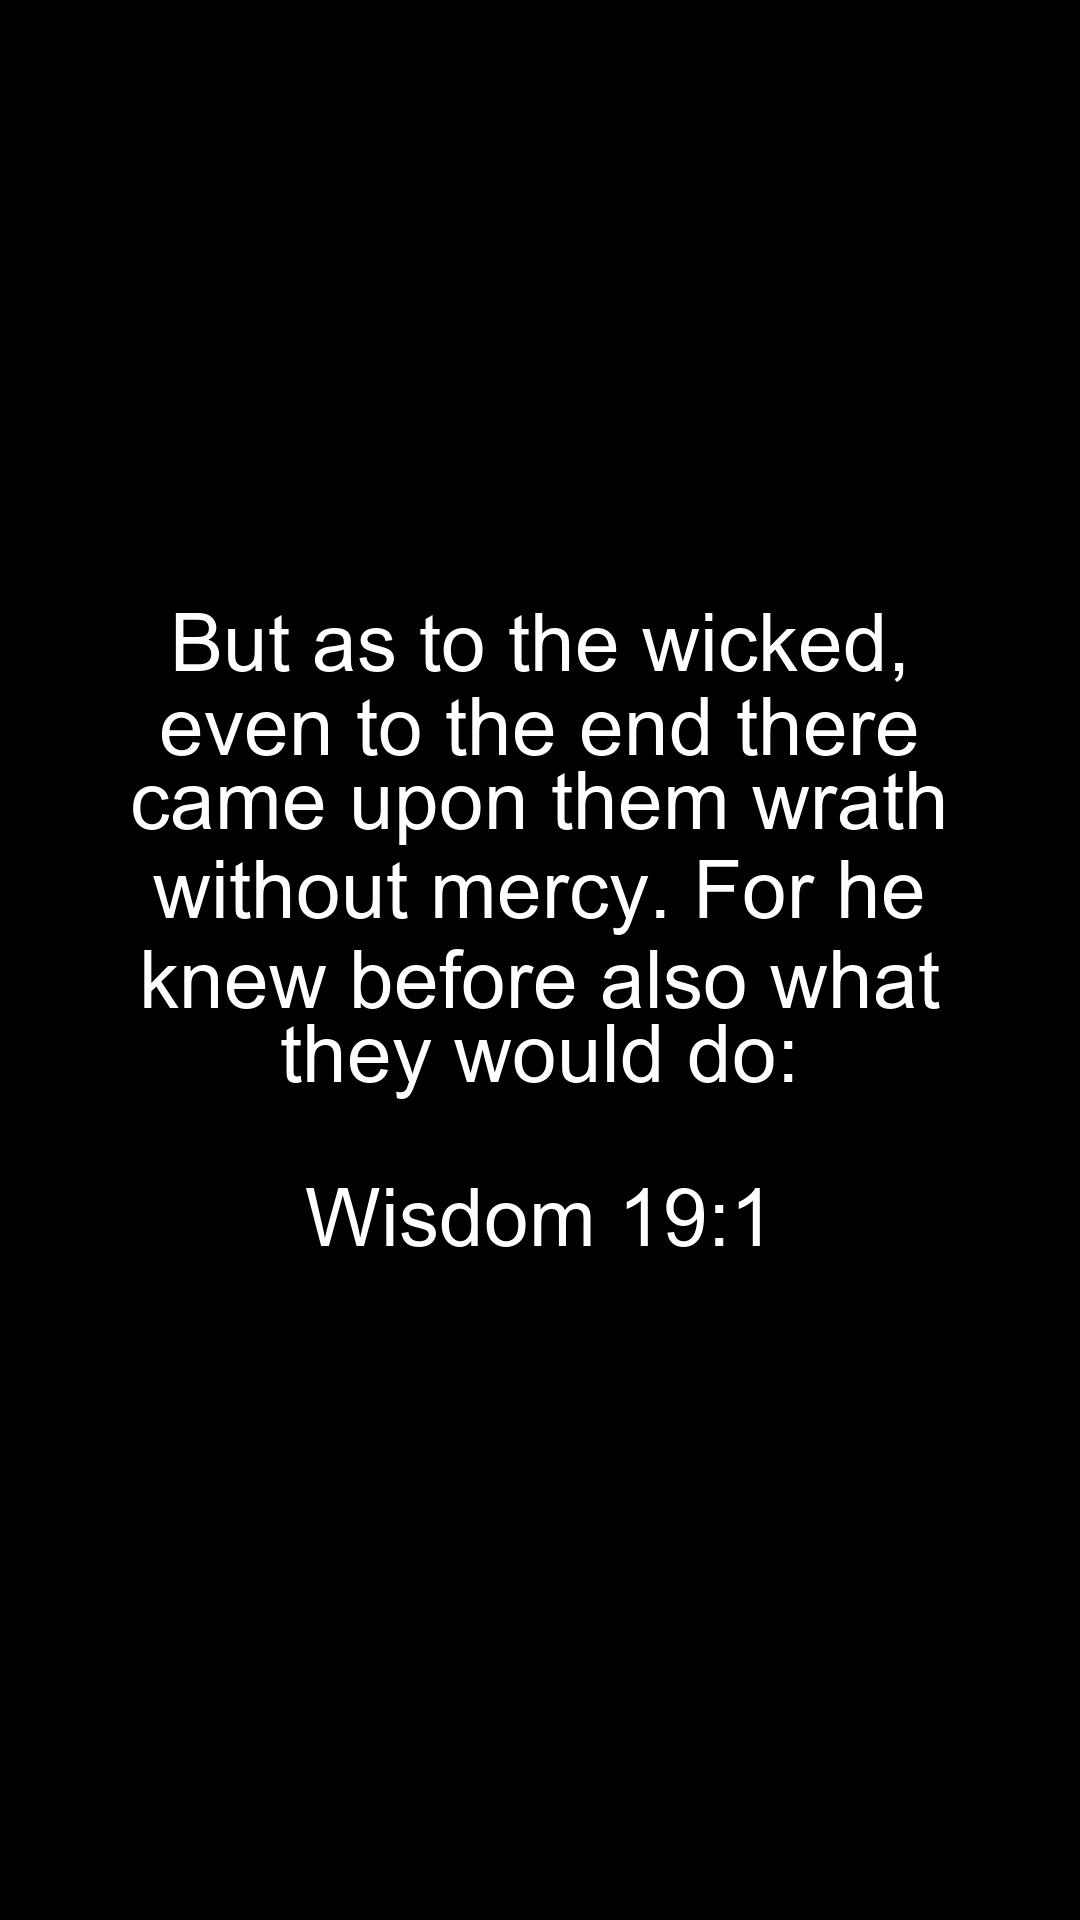 But as to the wicked,
even to the end there
came upon them wrath
without mercy. For he
knew before also what
they would do:
Wisdom 19:1